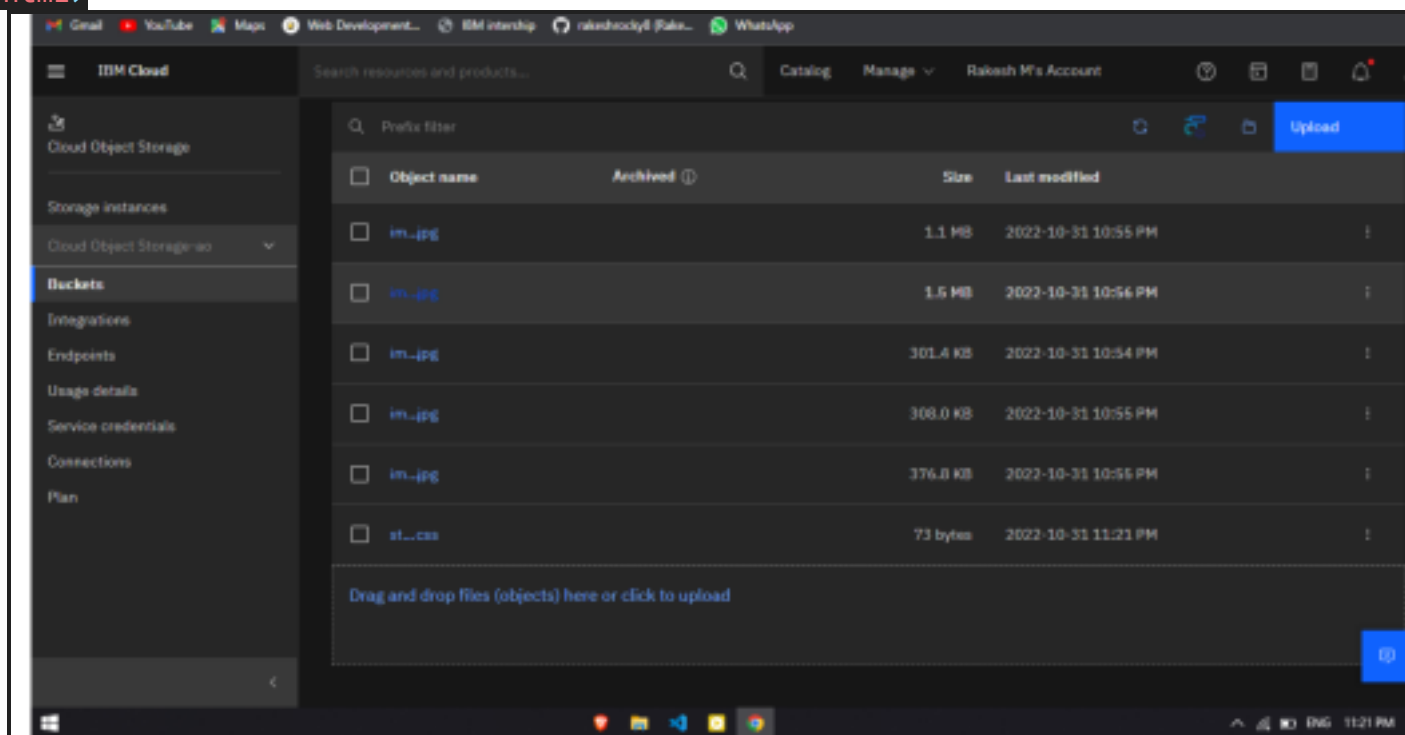 Gmail YouTube Maps Web Development... IBM intership rakeshrocky8 (Rake... WhatsApp
IBM Cloud Search resources and products... Catalog Manage Rakesh M's Account
Cloud Object Storage
Storage instances
Cloud Object Storage-ao
Buckets
Integrations
Endpoints
Usage details
Service credentials
Connections
Plan
Prefix filter Upload
Object name Archived Size Last modified
im...jpg 1.1 MB 2022-10-31 10:55 PM
im...jpg 1.5 MB 2022-10-31 10:56 PM
im...jpg 301.4 KB 2022-10-31 10:54 PM
im...jpg 308.0 KB 2022-10-31 10:55 PM
im...jpg 376.8 KB 2022-10-31 10:55 PM
st...css 73 bytes 2022-10-31 11:21 PM
Drag and drop files (objects) here or click to upload
ENG 11:21 PM